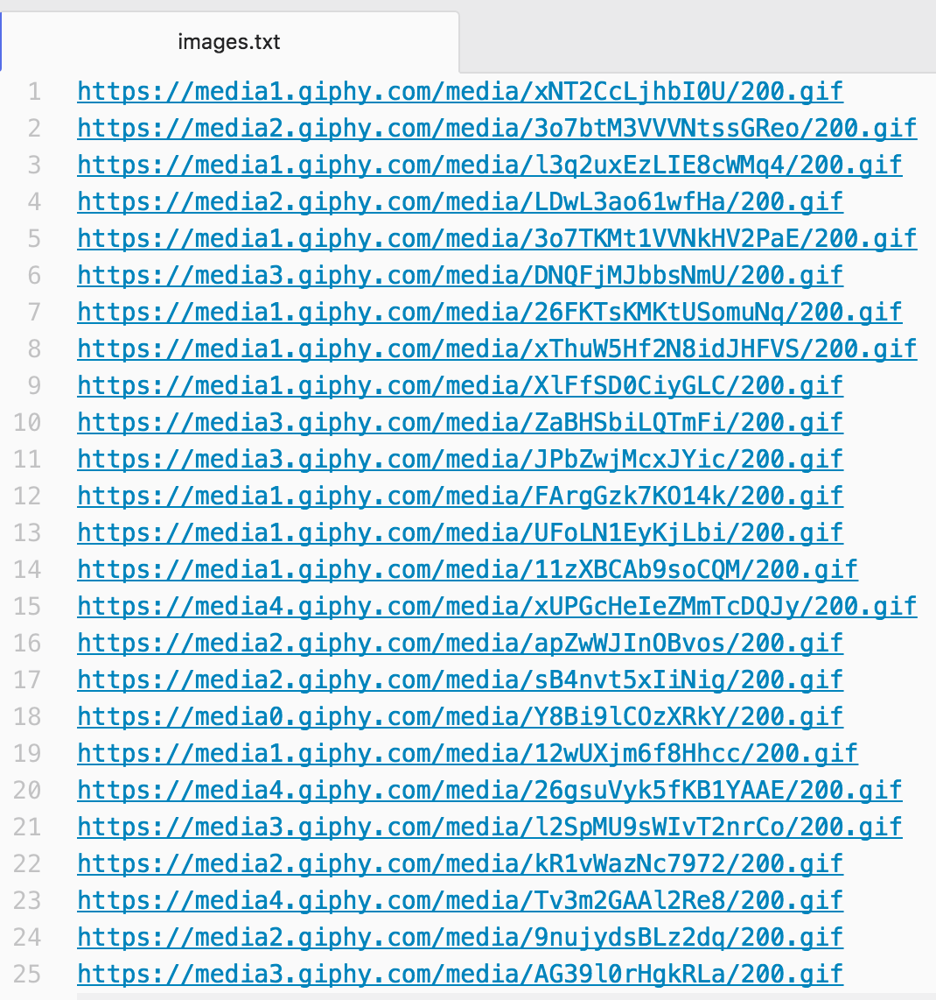 images.txt
1 https://media1.giphy.com/media/xNT2CcLjhbI0U/200.gif
2 https://media2.giphy.com/media/3o7btM3VVVNtssGReo/200.gif
3 https://media1.giphy.com/media/l3q2uxEzLIE8cWMq4/200.gif
4 https://media2.giphy.com/media/LDwL3ao61wfHa/200.gif
5 https://media1.giphy.com/media/3o7TKMt1VVNkHV2PaE/200.gif
6 https://media3.giphy.com/media/DNQFjMJbbsNmU/200.gif
7 https://media1.giphy.com/media/26FKTsKMKtUSomuNq/200.gif
8 https://media1.giphy.com/media/xThuW5Hf2N8idJHFVS/200.gif
9 https://media1.giphy.com/media/XlFfSD0CiyGLC/200.gif
10 https://media3.giphy.com/media/ZaBHSbiLQTmFi/200.gif
11 https://media3.giphy.com/media/JPbZwjMcxJYic/200.gif
12 https://media1.giphy.com/media/FArgGzk7KO14k/200.gif
13 https://media1.giphy.com/media/UFoLN1EyKjLbi/200.gif
14 https://media1.giphy.com/media/11zXBCAb9soCQM/200.gif
15 https://media4.giphy.com/media/xUPGcHeIeZMmTcDQJy/200.gif
16 https://media2.giphy.com/media/apZwWJInOBvos/200.gif
17 https://media2.giphy.com/media/sB4nvt5xIiNig/200.gif
18 https://media0.giphy.com/media/Y8Bi9lCOzXRkY/200.gif
19 https://media1.giphy.com/media/12wUXjm6f8Hhcc/200.gif
20 https://media4.giphy.com/media/26gsuVyk5fKB1YAAE/200.gif
21 https://media3.giphy.com/media/l2SpMU9sWIvT2nrCo/200.gif
22 https://media2.giphy.com/media/kR1vWazNc7972/200.gif
23 https://media4.giphy.com/media/Tv3m2GAAl2Re8/200.gif
24 https://media2.giphy.com/media/9nujydsBLz2dq/200.gif
25 https://media3.giphy.com/media/AG39l0rHgkRLa/200.gif